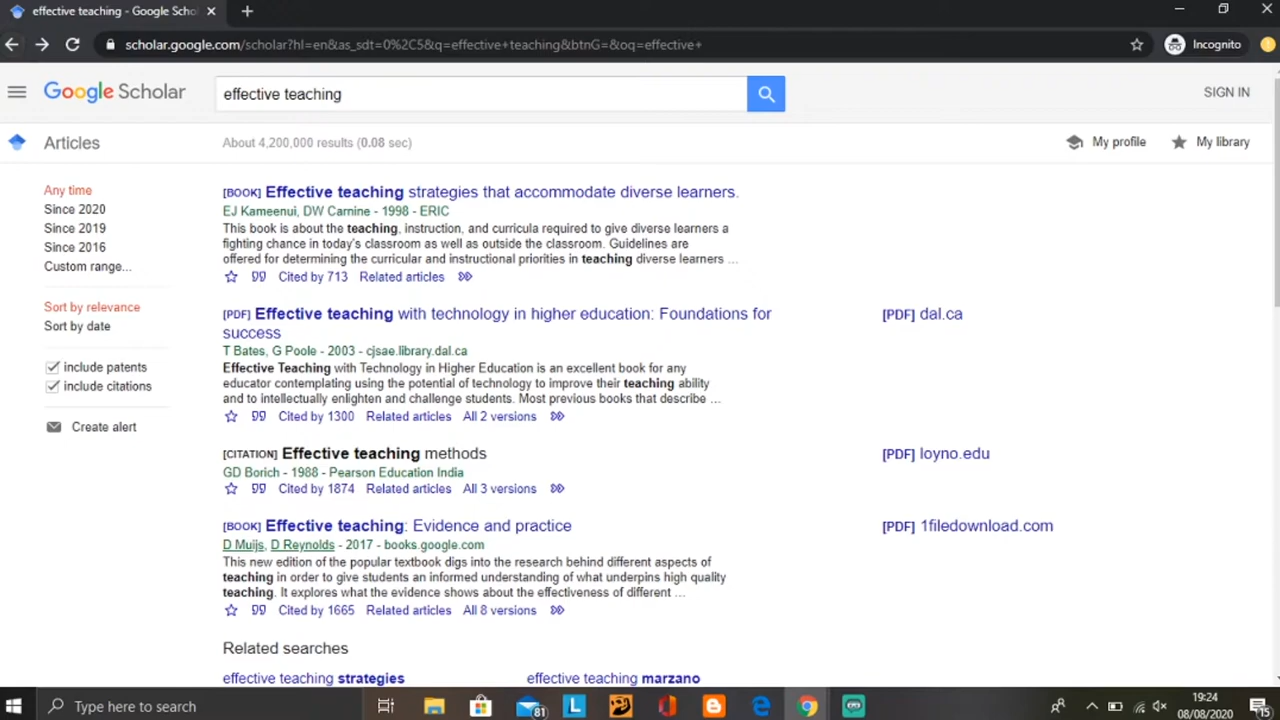 effective teaching - Google Schol
scholar.google.com/scholar?hl=en&as_sdt=0%2C5&q=effective+teaching&btnG=&oq=effective+
Incognito
Google Scholar
effective teaching
SIGN IN
Articles
About 4,200,000 results (0.08 sec)
My profile
My library
Any time
Since 2020
Since 2019
Since 2016
Custom range...
Sort by relevance
Sort by date
include patents
include citations
Create alert
[BOOK] Effective teaching strategies that accommodate diverse learners.
EJ Kameenui, DW Carnine - 1998 - ERIC
This book is about the teaching, instruction, and curricula required to give diverse learners a
fighting chance in today's classroom as well as outside the classroom. Guidelines are
offered for determining the curricular and instructional priorities in teaching diverse learners ...
Cited by 713 Related articles
[PDF] Effective teaching with technology in higher education: Foundations for
success
T Bates, G Poole - 2003 - cjsae.library.dal.ca
Effective Teaching with Technology in Higher Education is an excellent book for any
educator contemplating using the potential of technology to improve their teaching ability
and to intellectually enlighten and challenge students. Most previous books that describe ...
Cited by 1300 Related articles All 2 versions
[PDF] dal.ca
[CITATION] Effective teaching methods
GD Borich - 1988 - Pearson Education India
Cited by 1874 Related articles All 3 versions
[PDF] loyno.edu
[BOOK] Effective teaching: Evidence and practice
D Muijs, D Reynolds - 2017 - books.google.com
This new edition of the popular textbook digs into the research behind different aspects of
teaching in order to give students an informed understanding of what underpins high quality
teaching. It explores what the evidence shows about the effectiveness of different ...
Cited by 1665 Related articles All 8 versions
[PDF] 1filedownload.com
Related searches
effective teaching strategies
effective teaching marzano
Type here to search
81
L
19:24
08/08/2020
15